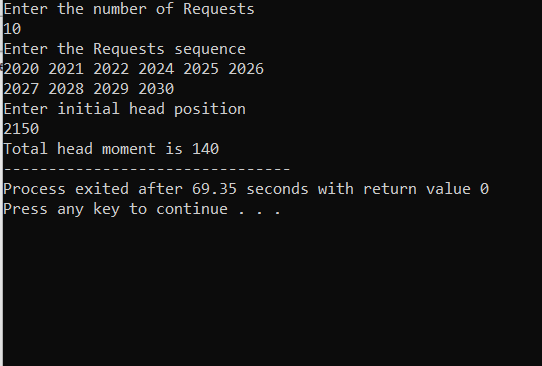 Enter the number of Requests
10
Enter the Requests sequence
2020 2021 2022 2024 2025 2026
2027 2028 2029 2030
Enter initial head position
2150
Total head moment is 140
--------------------------------
Process exited after 69.35 seconds with return value 0
Press any key to continue . . .